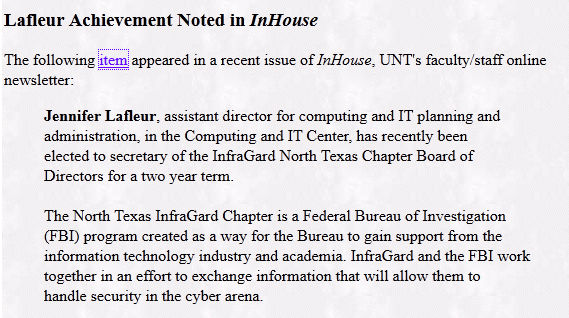 Lafleur Achievement Noted in InHouse
The following item appeared in a recent issue of InHouse, UNT's faculty/staff online
newsletter:
Jennifer Lafleur, assistant director for computing and IT planning and
administration, in the Computing and IT Center, has recently been
elected to secretary of the InfraGard North Texas Chapter Board of
Directors for a two year term.
The North Texas InfraGard Chapter is a Federal Bureau of Investigation
(FBI) program created as a way for the Bureau to gain support from the
information technology industry and academia. InfraGard and the FBI work
together in an effort to exchange information that will allow them to
handle security in the cyber arena.